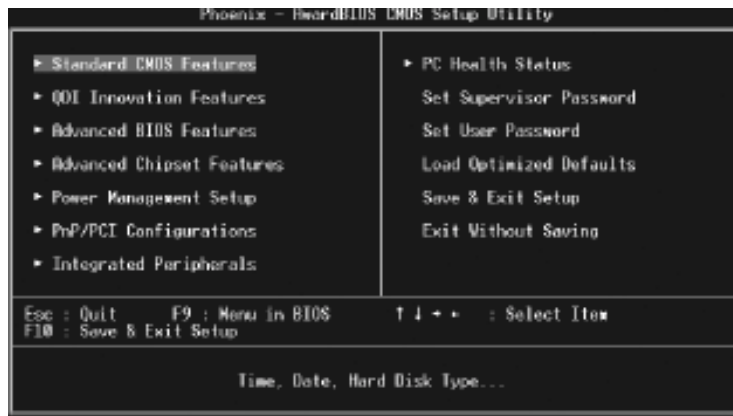 Phoenix - AwardBIOS CMOS Setup Utility
► Standard CMOS Features
► QDI Innovation Features
► Advanced BIOS Features
► Advanced Chipset Features
► Power Management Setup
► PnP/PCI Configurations
► Integrated Peripherals
► PC Health Status
Set Supervisor Password
Set User Password
Load Optimized Defaults
Save & Exit Setup
Exit Without Saving
Esc : Quit F9 : Menu in BIOS ↑ ↓ → ← : Select Item
F10 : Save & Exit Setup
Time, Date, Hard Disk Type...